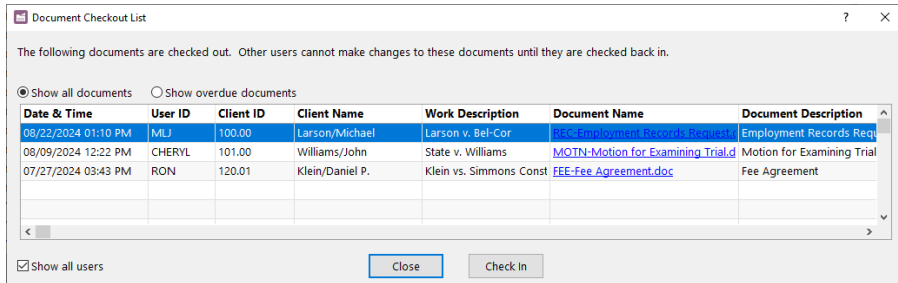 Document Checkout List
The following documents are checked out. Other users cannot make changes to these documents until they are checked back in.
Show all documents Show overdue documents
Date & Time User ID Client ID Client Name Work Description Document Name Document Description
08/22/2024 01:10 PM MLJ 100.00 Larson/Michael Larson v. Bel-Cor REC-Employment Records Request.c Employment Records Requ
08/09/2024 12:22 PM CHERYL 101.00 Williams/John State v. Williams MOTN-Motion for Examining Trial.d Motion for Examining Trial
07/27/2024 03:43 PM RON 120.01 Klein/Daniel P. Klein vs. Simmons Const FEE-Fee Agreement.doc Fee Agreement
Show all users Close Check In